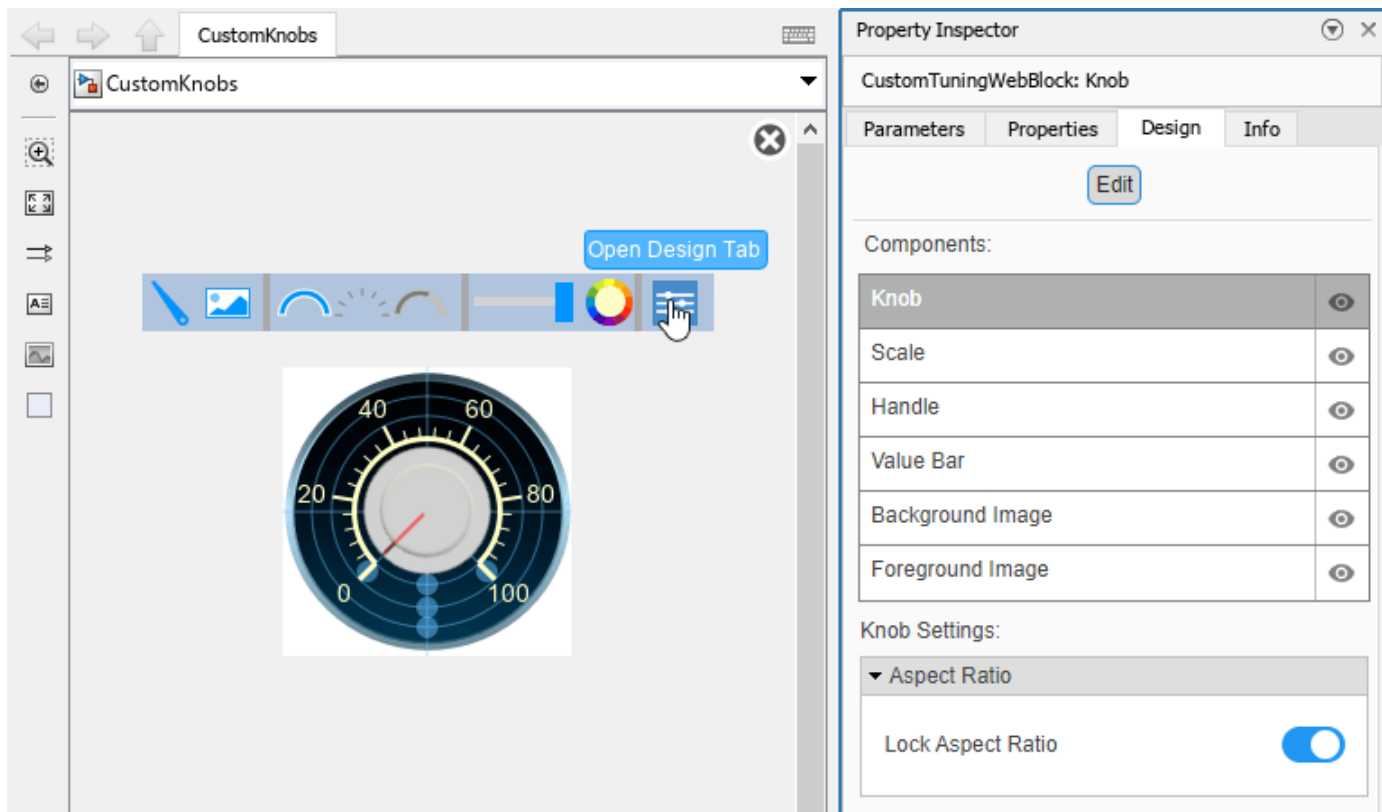 CustomKnobs
CustomKnobs
Open Design Tab
40 60
20 80
0 100
Property Inspector
CustomTuningWebBlock: Knob
Parameters Properties Design Info
Edit
Components:
Knob
Scale
Handle
Value Bar
Background Image
Foreground Image
Knob Settings:
Aspect Ratio
Lock Aspect Ratio